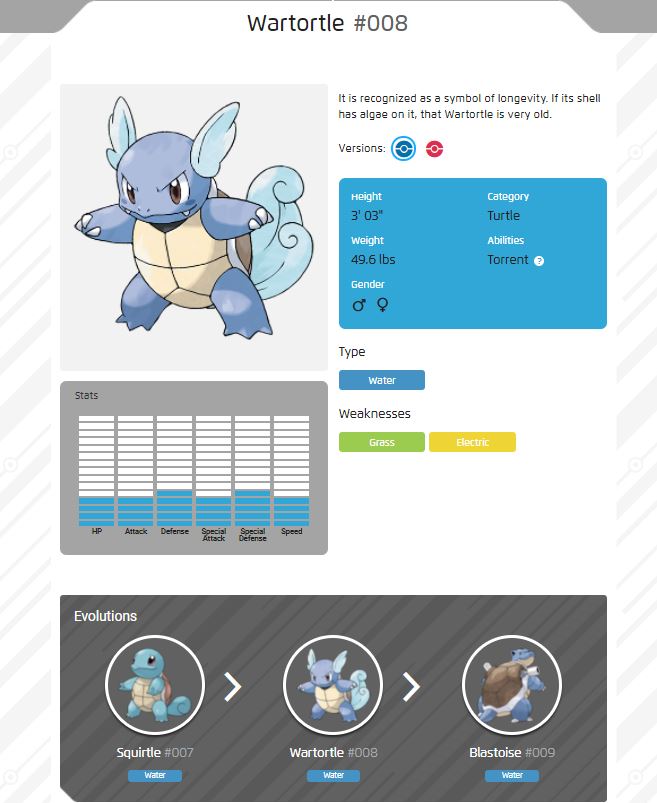 Wartortle #008
It is recognized as a symbol of longevity. If its shell
has algae on it, that Wartortle is very old.
Versions:
Height
3' 03"
Category
Turtle
Weight
49.6 lbs
Abilities
Torrent ?
Gender
♂ ♀
Type
Water
Weaknesses
Grass Electric
Stats
HP Attack Defense Special Attack Special Defense Speed
Evolutions
Squirtle #007
Water
Wartortle #008
Water
Blastoise #009
Water